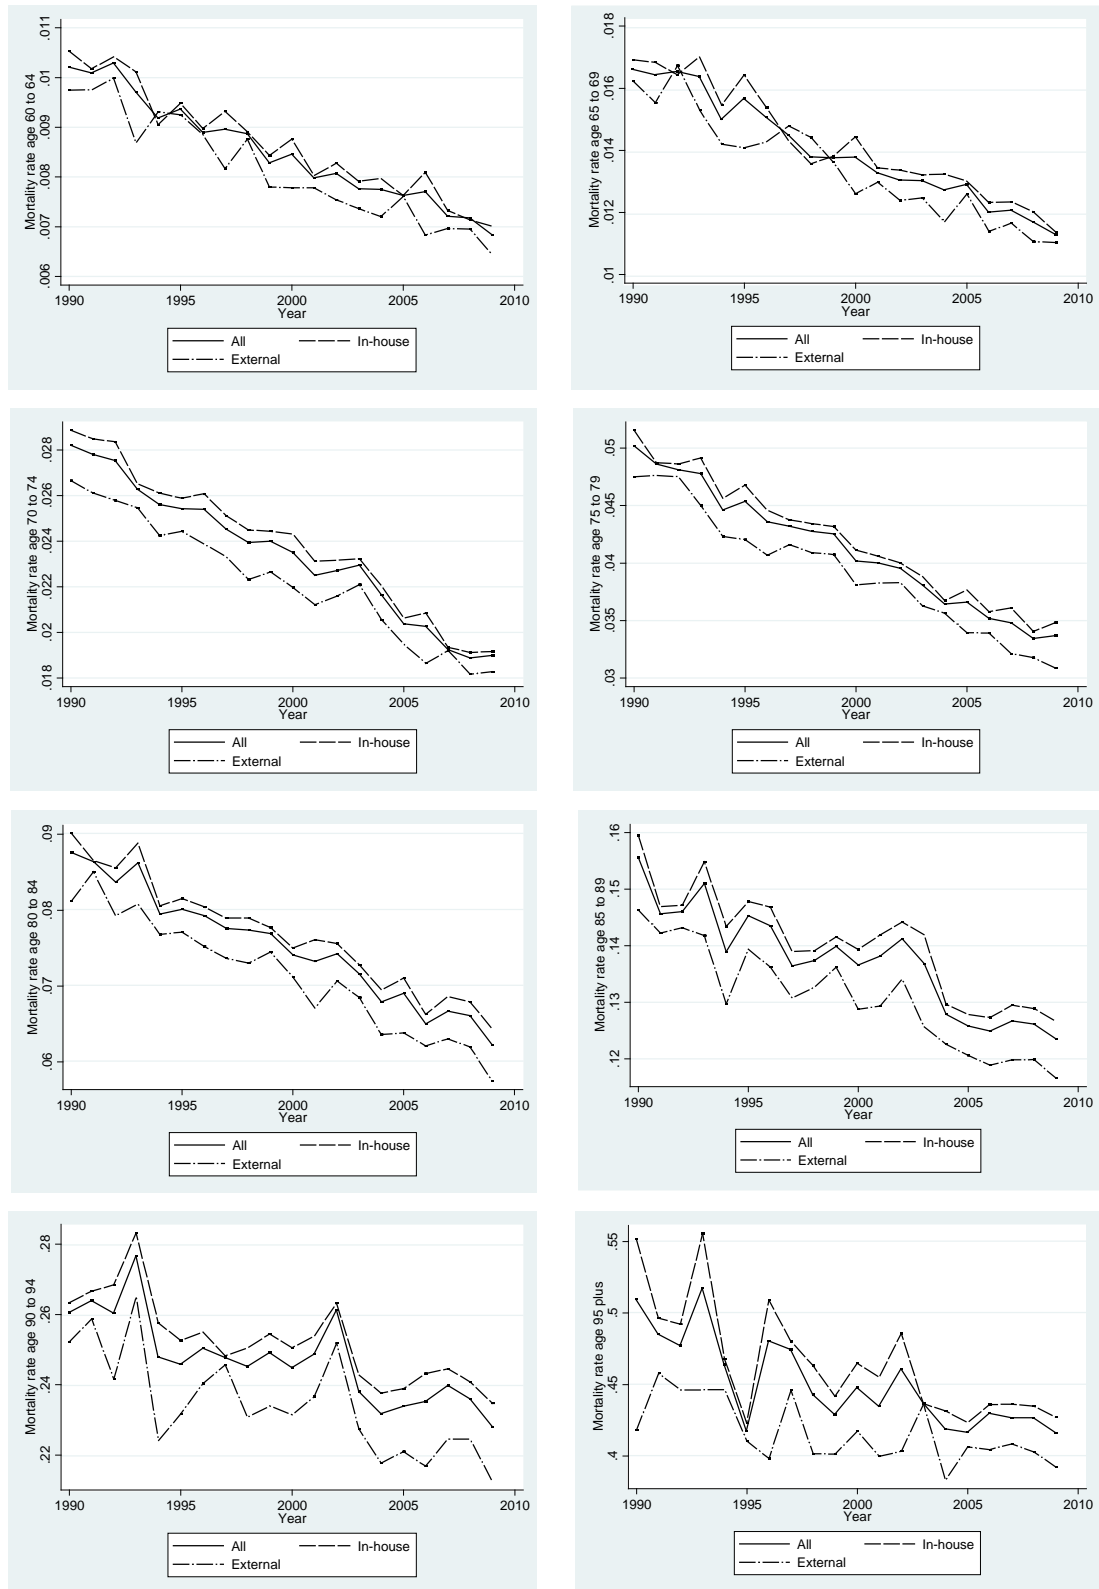 Mortality rate age 60 to 64
.011
.01
.009
.008
.007
.006
1990 1995 2000 2005 2010
Year
All In-house
External
Mortality rate age 65 to 69
.018
.016
.014
.012
.01
1990 1995 2000 2005 2010
Year
All In-house
External
Mortality rate age 70 to 74
.028
.026
.024
.022
.02
.018
1990 1995 2000 2005 2010
Year
All In-house
External
Mortality rate age 75 to 79
.05
.045
.04
.035
.03
1990 1995 2000 2005 2010
Year
All In-house
External
Mortality rate age 80 to 84
.09
.08
.07
.06
1990 1995 2000 2005 2010
Year
All In-house
External
Mortality rate age 85 to 89
.16
.15
.14
.13
.12
1990 1995 2000 2005 2010
Year
All In-house
External
Mortality rate age 90 to 94
.28
.26
.24
.22
1990 1995 2000 2005 2010
Year
All In-house
External
Mortality rate age 95 plus
.55
.5
.45
.4
1990 1995 2000 2005 2010
Year
All In-house
External